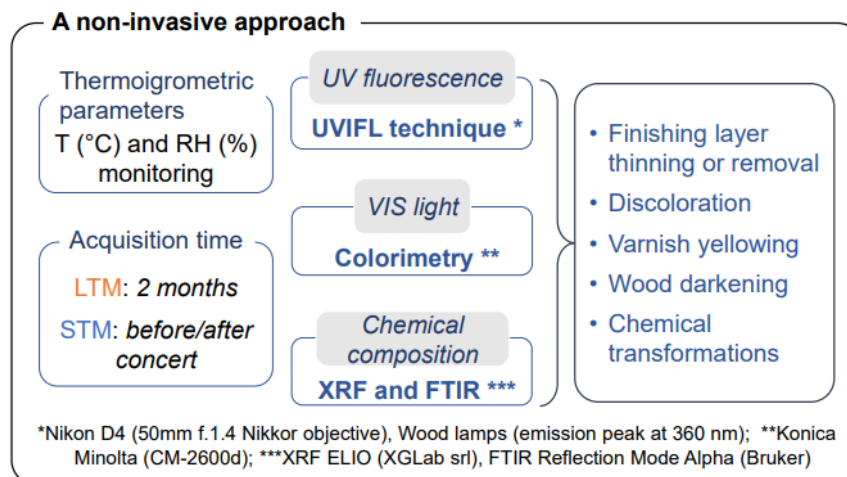 A non-invasive approach
Thermoigrometric
parameters
T (°C) and RH (%)
monitoring
Acquisition time
LTM: 2 months
STM: before/after
concert
UV fluorescence
UVIFL technique *
VIS light
Colorimetry **
Chemical
composition
XRF and FTIR ***
• Finishing layer
thinning or removal
• Discoloration
• Varnish yellowing
• Wood darkening
• Chemical
transformations
*Nikon D4 (50mm f.1.4 Nikkor objective), Wood lamps (emission peak at 360 nm); **Konica
Minolta (CM-2600d); ***XRF ELIO (XGLab srl), FTIR Reflection Mode Alpha (Bruker)